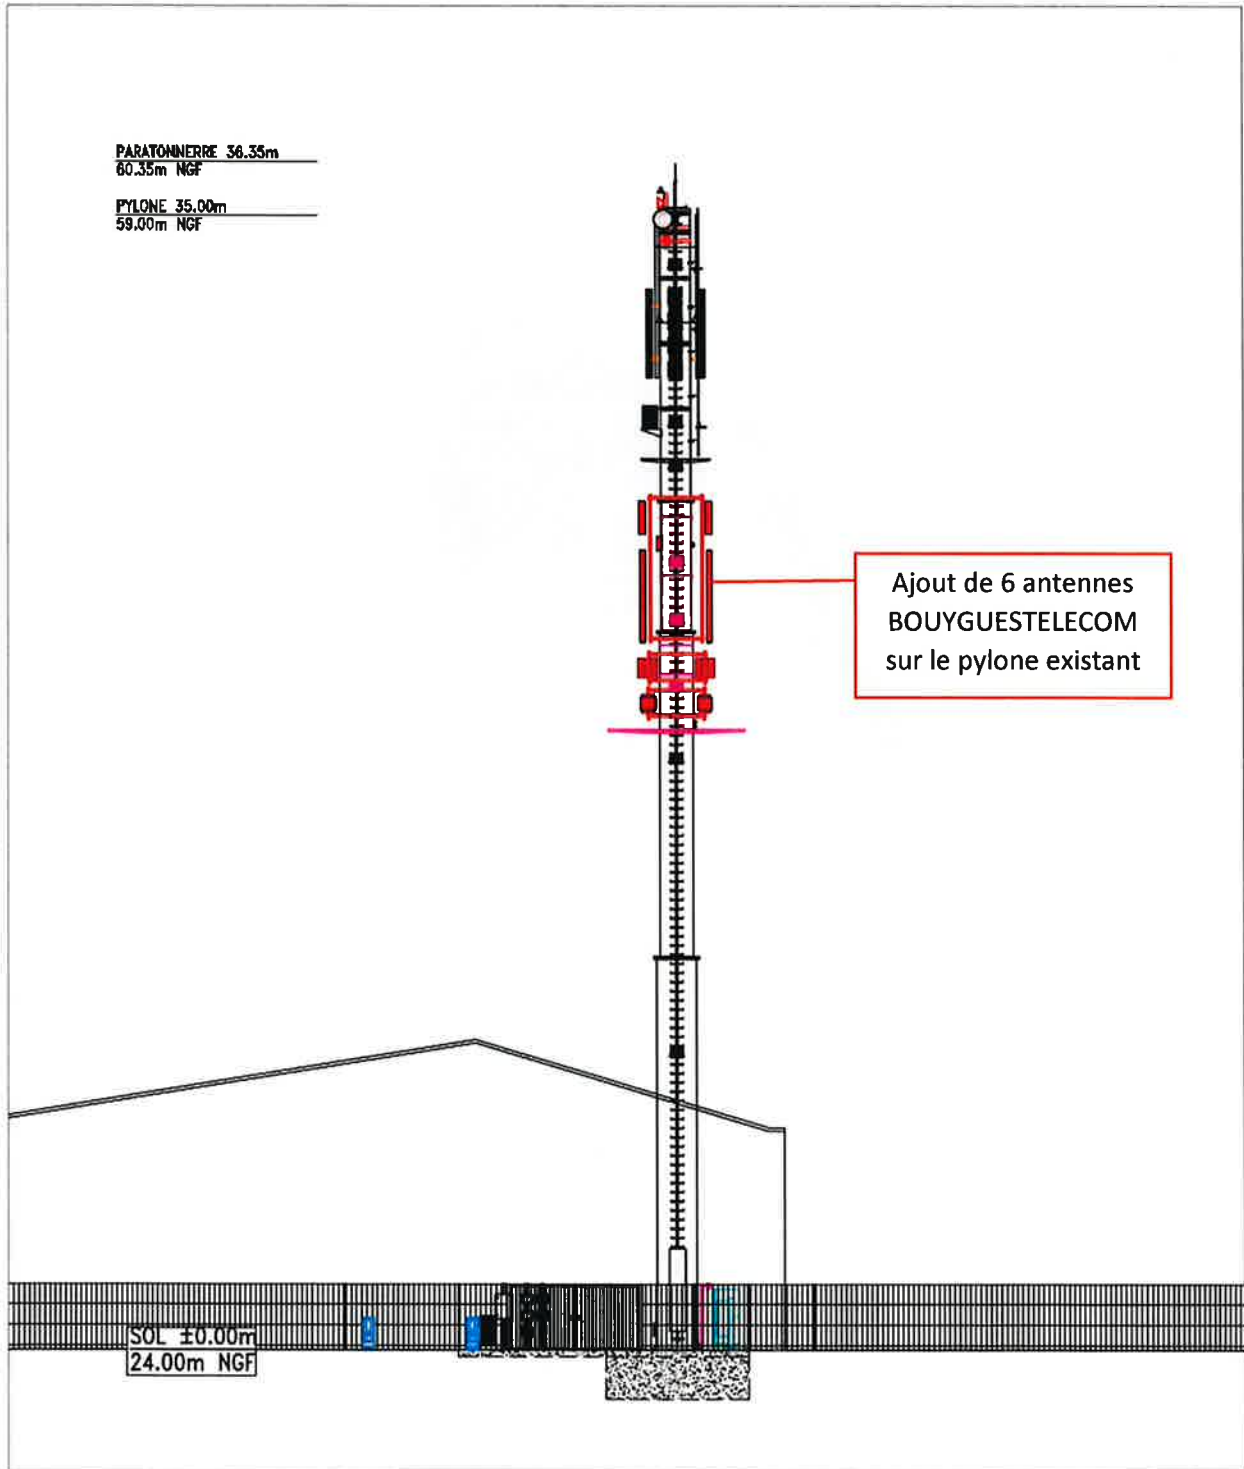 PARATONNERRE 36.35m
60.35m NGF
PYLONE 35.00m
59.00m NGF
Ajout de 6 antennes
BOUYGUESTELECOM
sur le pylone existant
SOL ±0.00m
24.00m NGF